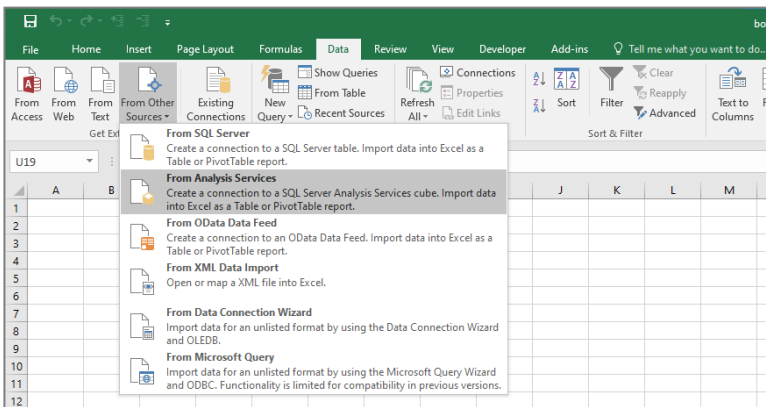 bo
File Home Insert Page Layout Formulas Data Review View Developer Add-ins Tell me what you want to do...
From Access
From Web
From Text
From Other Sources
Existing Connections
New Query
Show Queries
From Table
Recent Sources
Refresh All
Connections
Properties
Edit Links
Sort
Filter
Clear
Reapply
Advanced
Text to Columns
Get Ext
Sort & Filter
U19
A B J K L M
From SQL Server
Create a connection to a SQL Server table. Import data into Excel as a
Table or PivotTable report.
From Analysis Services
Create a connection to a SQL Server Analysis Services cube. Import data
into Excel as a Table or PivotTable report.
From OData Data Feed
Create a connection to an OData Data Feed. Import data into Excel as a
Table or PivotTable report.
From XML Data Import
Open or map a XML file into Excel.
From Data Connection Wizard
Import data for an unlisted format by using the Data Connection Wizard
and OLEDB.
From Microsoft Query
Import data for an unlisted format by using the Microsoft Query Wizard
and ODBC. Functionality is limited for compatibility in previous versions.
1
2
3
4
5
6
7
8
9
10
11
12